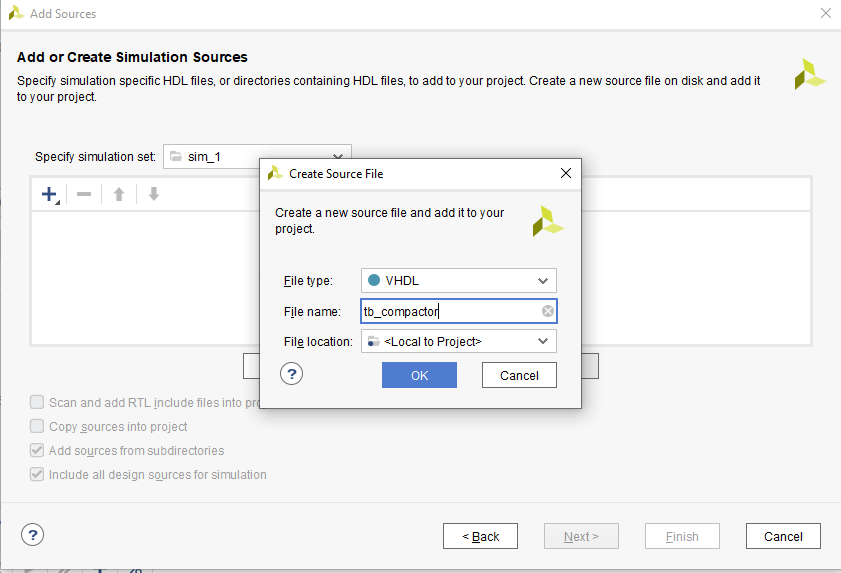 Add Sources
Add or Create Simulation Sources
Specify simulation specific HDL files, or directories containing HDL files, to add to your project. Create a new source file on disk and add it
to your project.
Specify simulation set:
sim_1
Create Source File
Create a new source file and add it to your
project.
File type:
VHDL
File name:
tb_compactor
File location:
<Local to Project>
?
OK
Cancel
Scan and add RTL include files into
Copy sources into project
Add sources from subdirectories
Include all design sources for simulation
?
< Back
Next >
Finish
Cancel